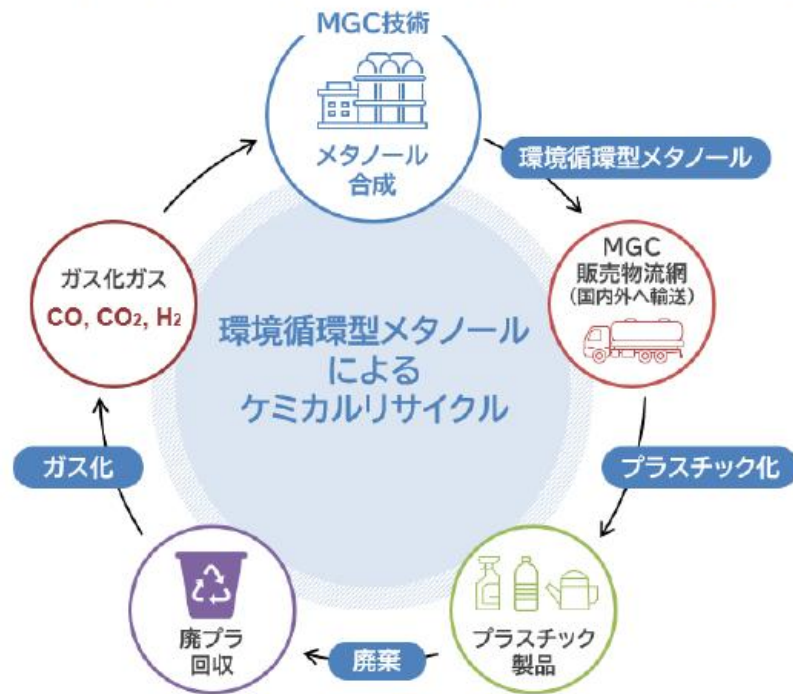 MGC技術
メタノール
合成
環境循環型メタノール
MGC
販売物流網
(国内外へ輸送)
ガス化ガス
CO, CO₂, H₂
環境循環型メタノール
による
ケミカルリサイクル
ガス化
プラスチック化
廃プラ
回収
廃棄
プラスチック
製品